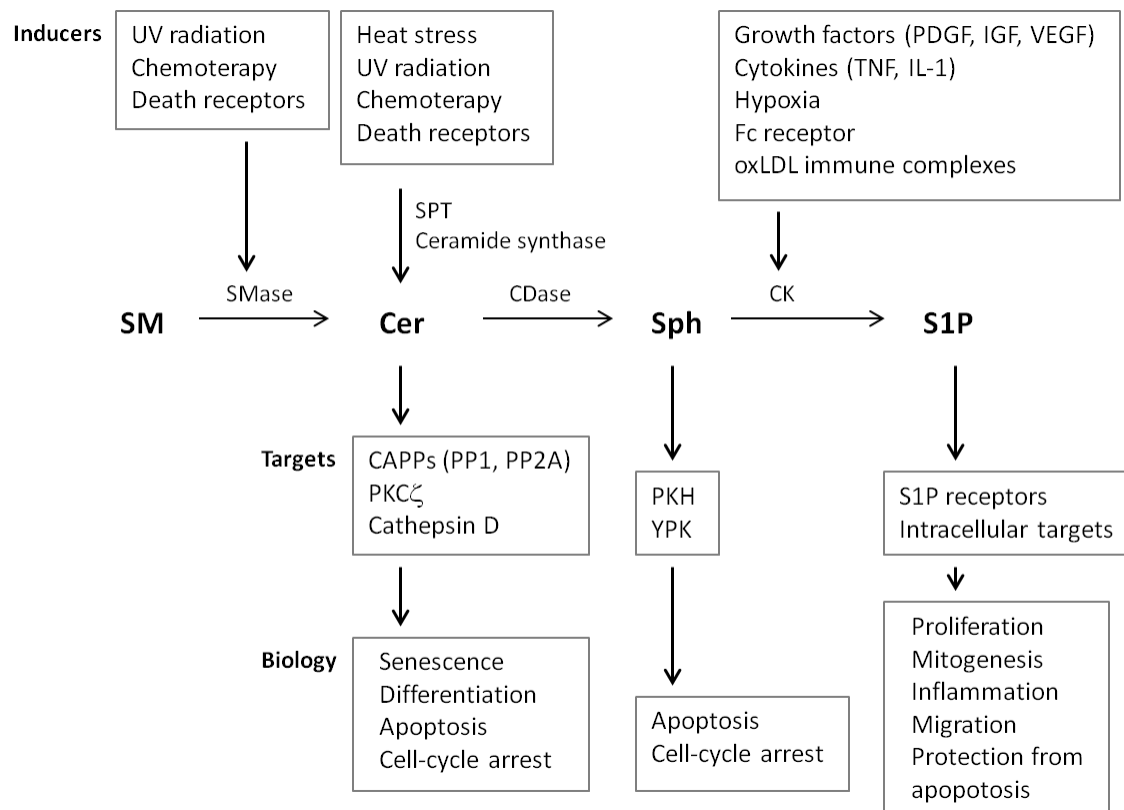 Inducers
UV radiation
Chemoterapy
Death receptors
Heat stress
UV radiation
Chemoterapy
Death receptors
Growth factors (PDGF, IGF, VEGF)
Cytokines (TNF, IL-1)
Hypoxia
Fc receptor
oxLDL immune complexes
SPT
Ceramide synthase
SMase
CDase
CK
SM
Cer
Sph
S1P
Targets
CAPPs (PP1, PP2A)
PKCζ
Cathepsin D
PKH
YPK
S1P receptors
Intracellular targets
Biology
Senescence
Differentiation
Apoptosis
Cell-cycle arrest
Apoptosis
Cell-cycle arrest
Proliferation
Mitogenesis
Inflammation
Migration
Protection from
apopotosis